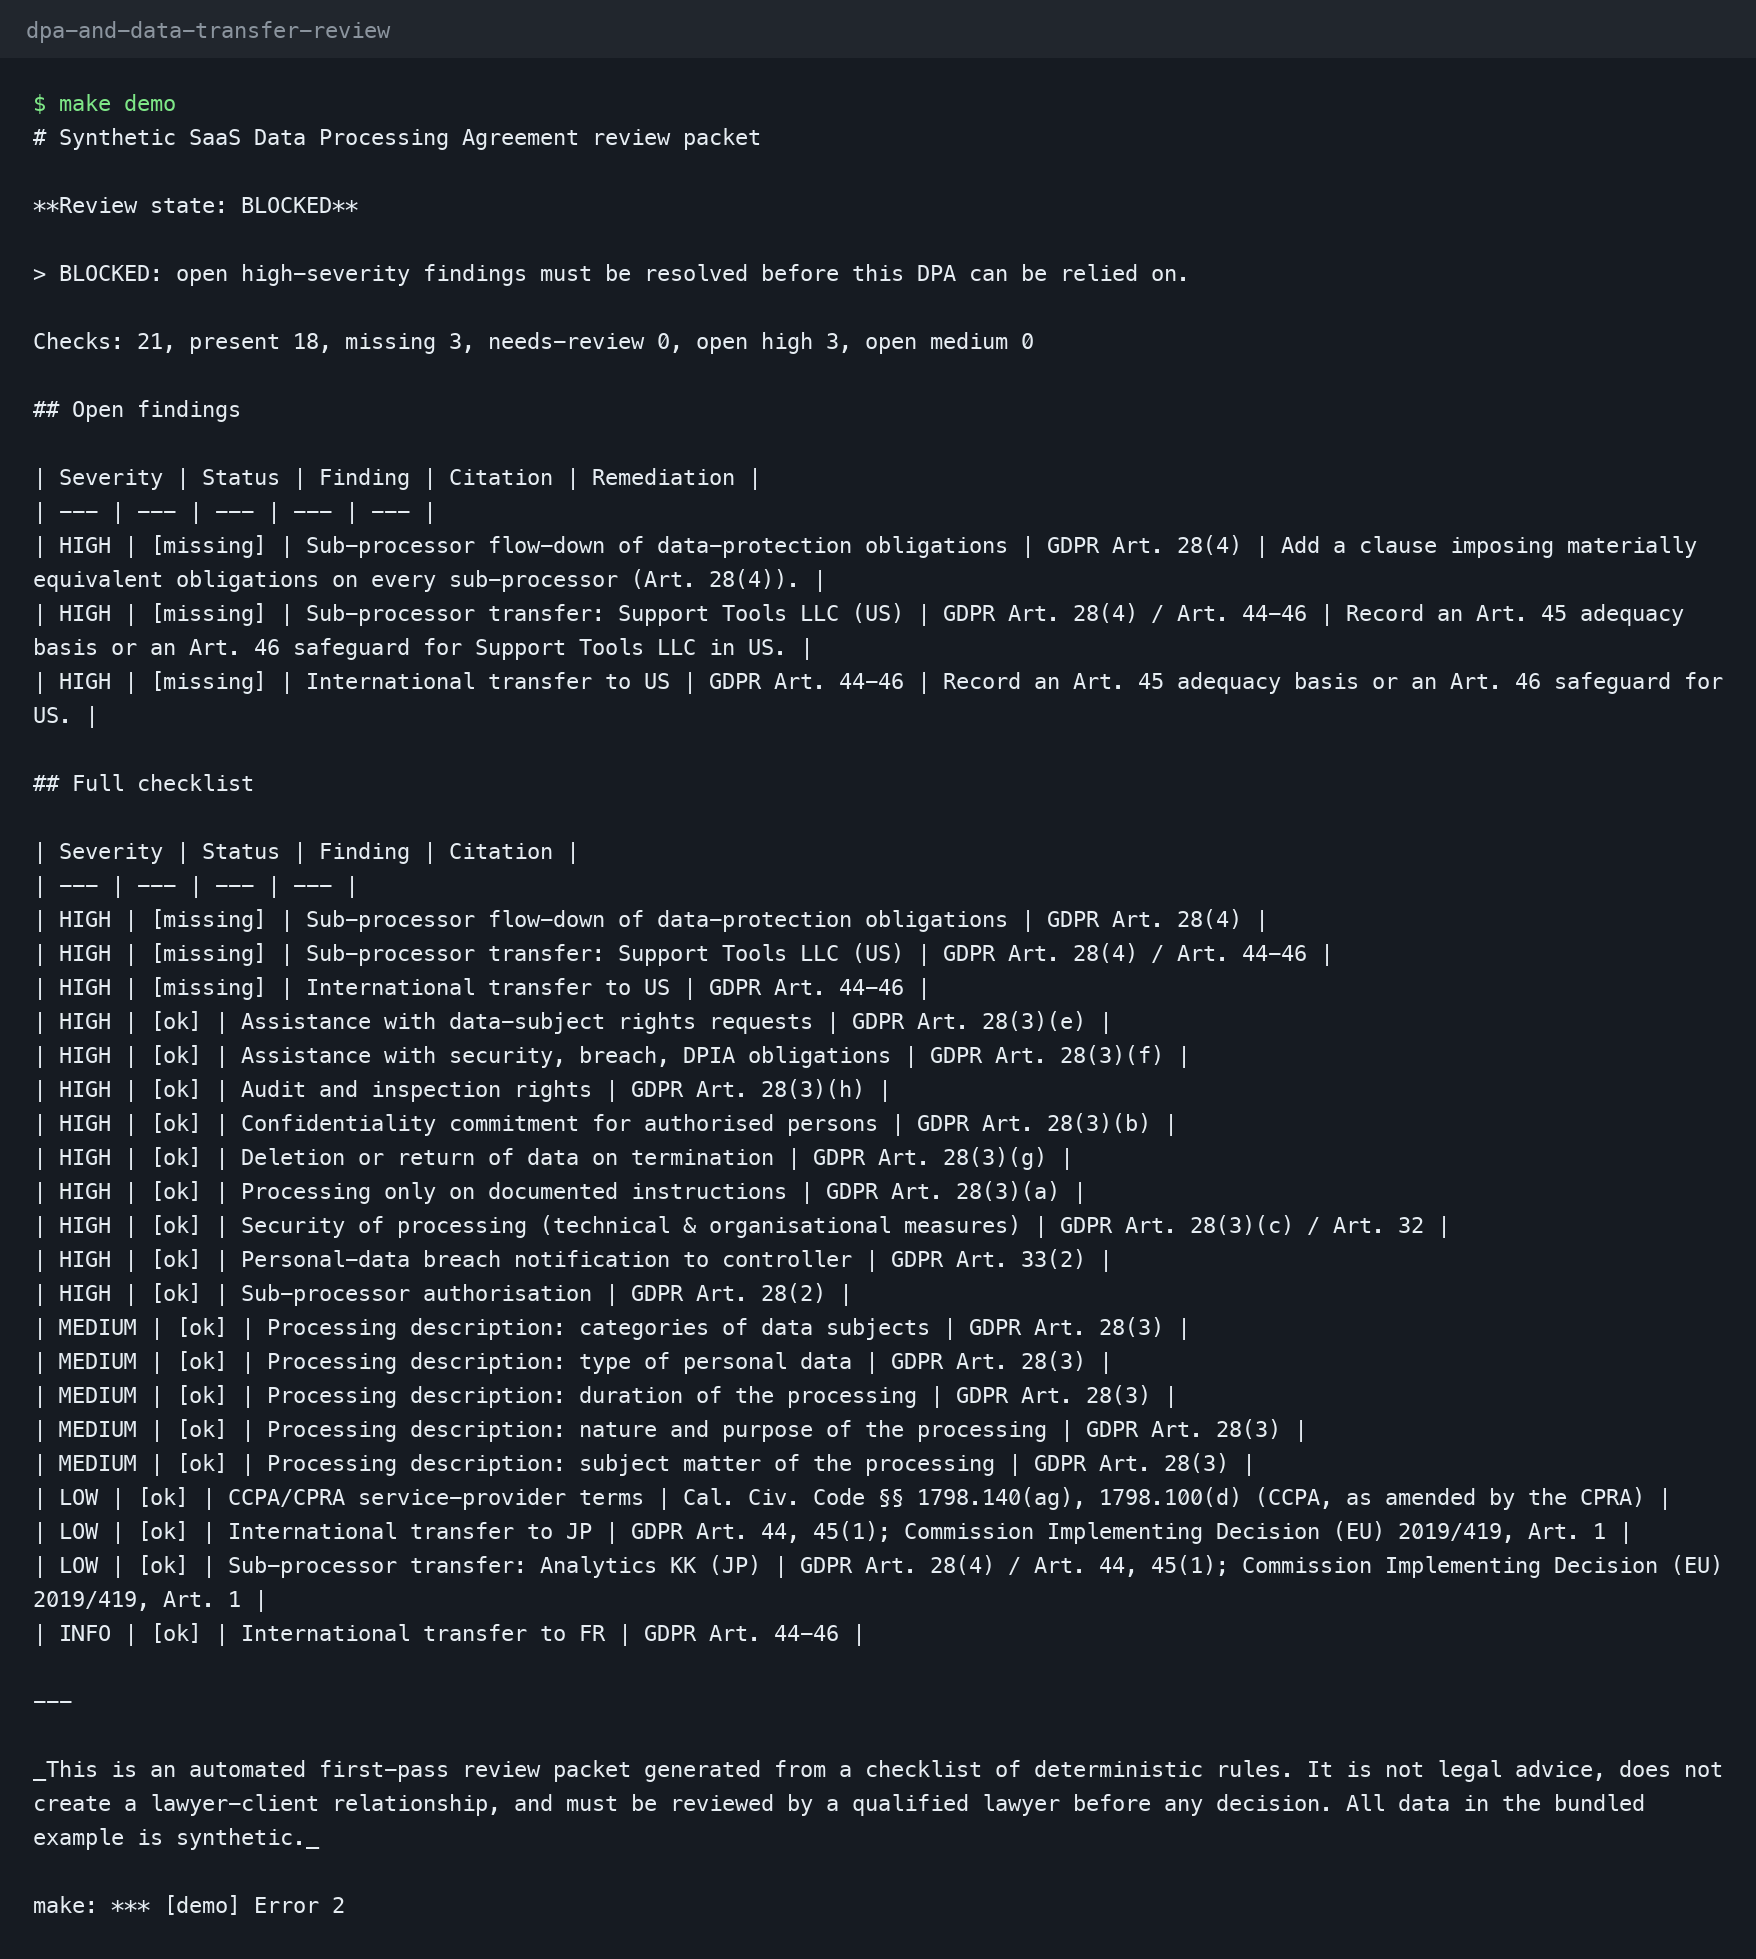 dpa-and-data-transfer-review
$ make demo
# Synthetic SaaS Data Processing Agreement review packet
**Review state: BLOCKED**
> BLOCKED: open high-severity findings must be resolved before this DPA can be relied on.
Checks: 21, present 18, missing 3, needs-review 0, open high 3, open medium 0
## Open findings
| Severity | Status | Finding | Citation | Remediation |
| --- | --- | --- | --- | --- |
| HIGH | [missing] | Sub-processor flow-down of data-protection obligations | GDPR Art. 28(4) | Add a clause imposing materially
equivalent obligations on every sub-processor (Art. 28(4)). |
| HIGH | [missing] | Sub-processor transfer: Support Tools LLC (US) | GDPR Art. 28(4) / Art. 44-46 | Record an Art. 45 adequacy
basis or an Art. 46 safeguard for Support Tools LLC in US. |
| HIGH | [missing] | International transfer to US | GDPR Art. 44-46 | Record an Art. 45 adequacy basis or an Art. 46 safeguard for
US. |
## Full checklist
| Severity | Status | Finding | Citation |
| --- | --- | --- | --- |
| HIGH | [missing] | Sub-processor flow-down of data-protection obligations | GDPR Art. 28(4) |
| HIGH | [missing] | Sub-processor transfer: Support Tools LLC (US) | GDPR Art. 28(4) / Art. 44-46 |
| HIGH | [missing] | International transfer to US | GDPR Art. 44-46 |
| HIGH | [ok] | Assistance with data-subject rights requests | GDPR Art. 28(3)(e) |
| HIGH | [ok] | Assistance with security, breach, DPIA obligations | GDPR Art. 28(3)(f) |
| HIGH | [ok] | Audit and inspection rights | GDPR Art. 28(3)(h) |
| HIGH | [ok] | Confidentiality commitment for authorised persons | GDPR Art. 28(3)(b) |
| HIGH | [ok] | Deletion or return of data on termination | GDPR Art. 28(3)(g) |
| HIGH | [ok] | Processing only on documented instructions | GDPR Art. 28(3)(a) |
| HIGH | [ok] | Security of processing (technical & organisational measures) | GDPR Art. 28(3)(c) / Art. 32 |
| HIGH | [ok] | Personal-data breach notification to controller | GDPR Art. 33(2) |
| HIGH | [ok] | Sub-processor authorisation | GDPR Art. 28(2) |
| MEDIUM | [ok] | Processing description: categories of data subjects | GDPR Art. 28(3) |
| MEDIUM | [ok] | Processing description: type of personal data | GDPR Art. 28(3) |
| MEDIUM | [ok] | Processing description: duration of the processing | GDPR Art. 28(3) |
| MEDIUM | [ok] | Processing description: nature and purpose of the processing | GDPR Art. 28(3) |
| MEDIUM | [ok] | Processing description: subject matter of the processing | GDPR Art. 28(3) |
| LOW | [ok] | CCPA/CPRA service-provider terms | Cal. Civ. Code §§ 1798.140(ag), 1798.100(d) (CCPA, as amended by the CPRA) |
| LOW | [ok] | International transfer to JP | GDPR Art. 44, 45(1); Commission Implementing Decision (EU) 2019/419, Art. 1 |
| LOW | [ok] | Sub-processor transfer: Analytics KK (JP) | GDPR Art. 28(4) / Art. 44, 45(1); Commission Implementing Decision (EU)
2019/419, Art. 1 |
| INFO | [ok] | International transfer to FR | GDPR Art. 44-46 |
---
_This is an automated first-pass review packet generated from a checklist of deterministic rules. It is not legal advice, does not
create a lawyer-client relationship, and must be reviewed by a qualified lawyer before any decision. All data in the bundled
example is synthetic._
make: *** [demo] Error 2